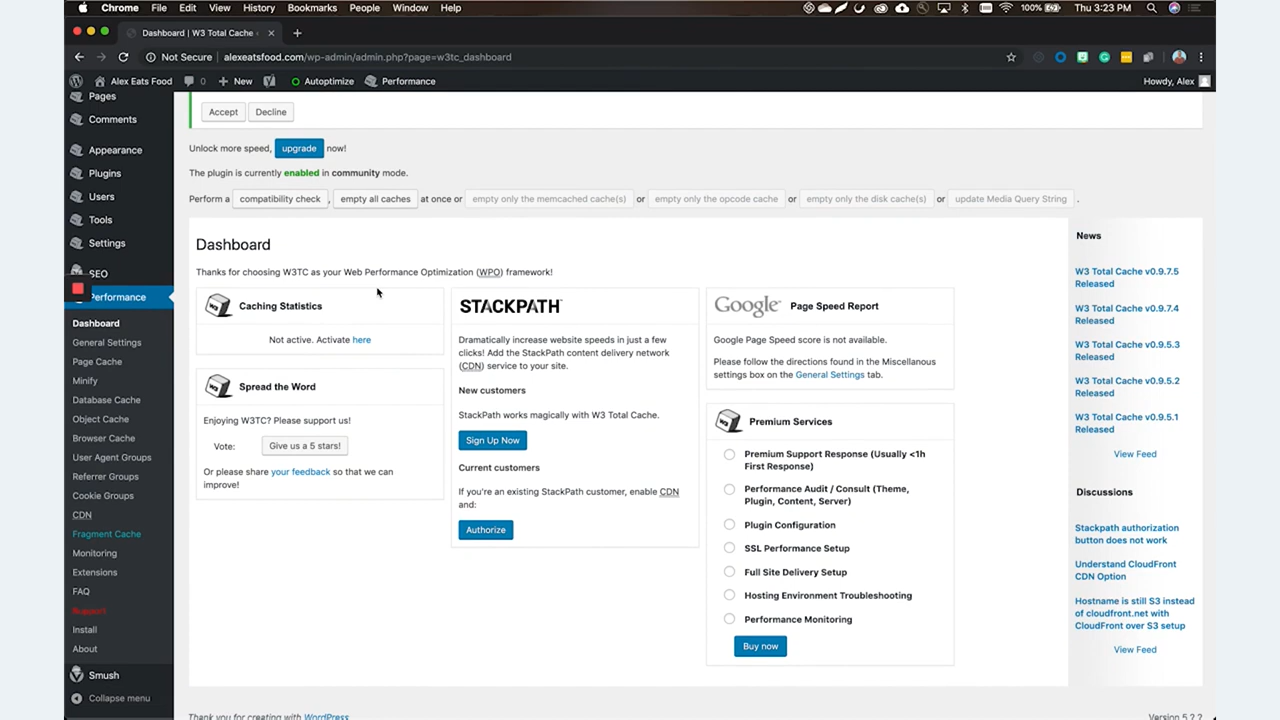 Chrome File Edit View History Bookmarks People Window Help 100% Thu 3:23 PM
Dashboard | W3 Total Cache ‹
Not Secure alexeatsfood.com/wp-admin/admin.php?page=w3tc_dashboard
Alex Eats Food 0 New Autoptimize Performance Howdy, Alex
Pages
Comments
Appearance
Plugins
Users
Tools
Settings
SEO
Performance
Dashboard
General Settings
Page Cache
Minify
Database Cache
Object Cache
Browser Cache
User Agent Groups
Referrer Groups
Cookie Groups
CDN
Fragment Cache
Monitoring
Extensions
FAQ
Support
Install
About
Smush
Collapse menu
Accept Decline
Unlock more speed, upgrade now!
The plugin is currently enabled in community mode.
Perform a compatibility check , empty all caches at once or empty only the memcached cache(s) or empty only the opcode cache or empty only the disk cache(s) or update Media Query String .
Dashboard
Thanks for choosing W3TC as your Web Performance Optimization (WPO) framework!
W3
Caching Statistics
Not active. Activate here
W3
Spread the Word
Enjoying W3TC? Please support us!
Vote: Give us a 5 stars!
Or please share your feedback so that we can
improve!
STACKPATH
Dramatically increase website speeds in just a few
clicks! Add the StackPath content delivery network
(CDN) service to your site.
New customers
StackPath works magically with W3 Total Cache.
Sign Up Now
Current customers
If you're an existing StackPath customer, enable CDN
and:
Authorize
Google Page Speed Report
Google Page Speed score is not available.
Please follow the directions found in the Miscellanous
settings box on the General Settings tab.
W3
Premium Services
Premium Support Response (Usually <1h
First Response)
Performance Audit / Consult (Theme,
Plugin, Content, Server)
Plugin Configuration
SSL Performance Setup
Full Site Delivery Setup
Hosting Environment Troubleshooting
Performance Monitoring
Buy now
News
W3 Total Cache v0.9.7.5
Released
W3 Total Cache v0.9.7.4
Released
W3 Total Cache v0.9.5.3
Released
W3 Total Cache v0.9.5.2
Released
W3 Total Cache v0.9.5.1
Released
View Feed
Discussions
Stackpath authorization
button does not work
Understand CloudFront
CDN Option
Hostname is still S3 instead
of cloudfront.net with
CloudFront over S3 setup
View Feed
Thank you for creating with WordPress
Version 5.2.2